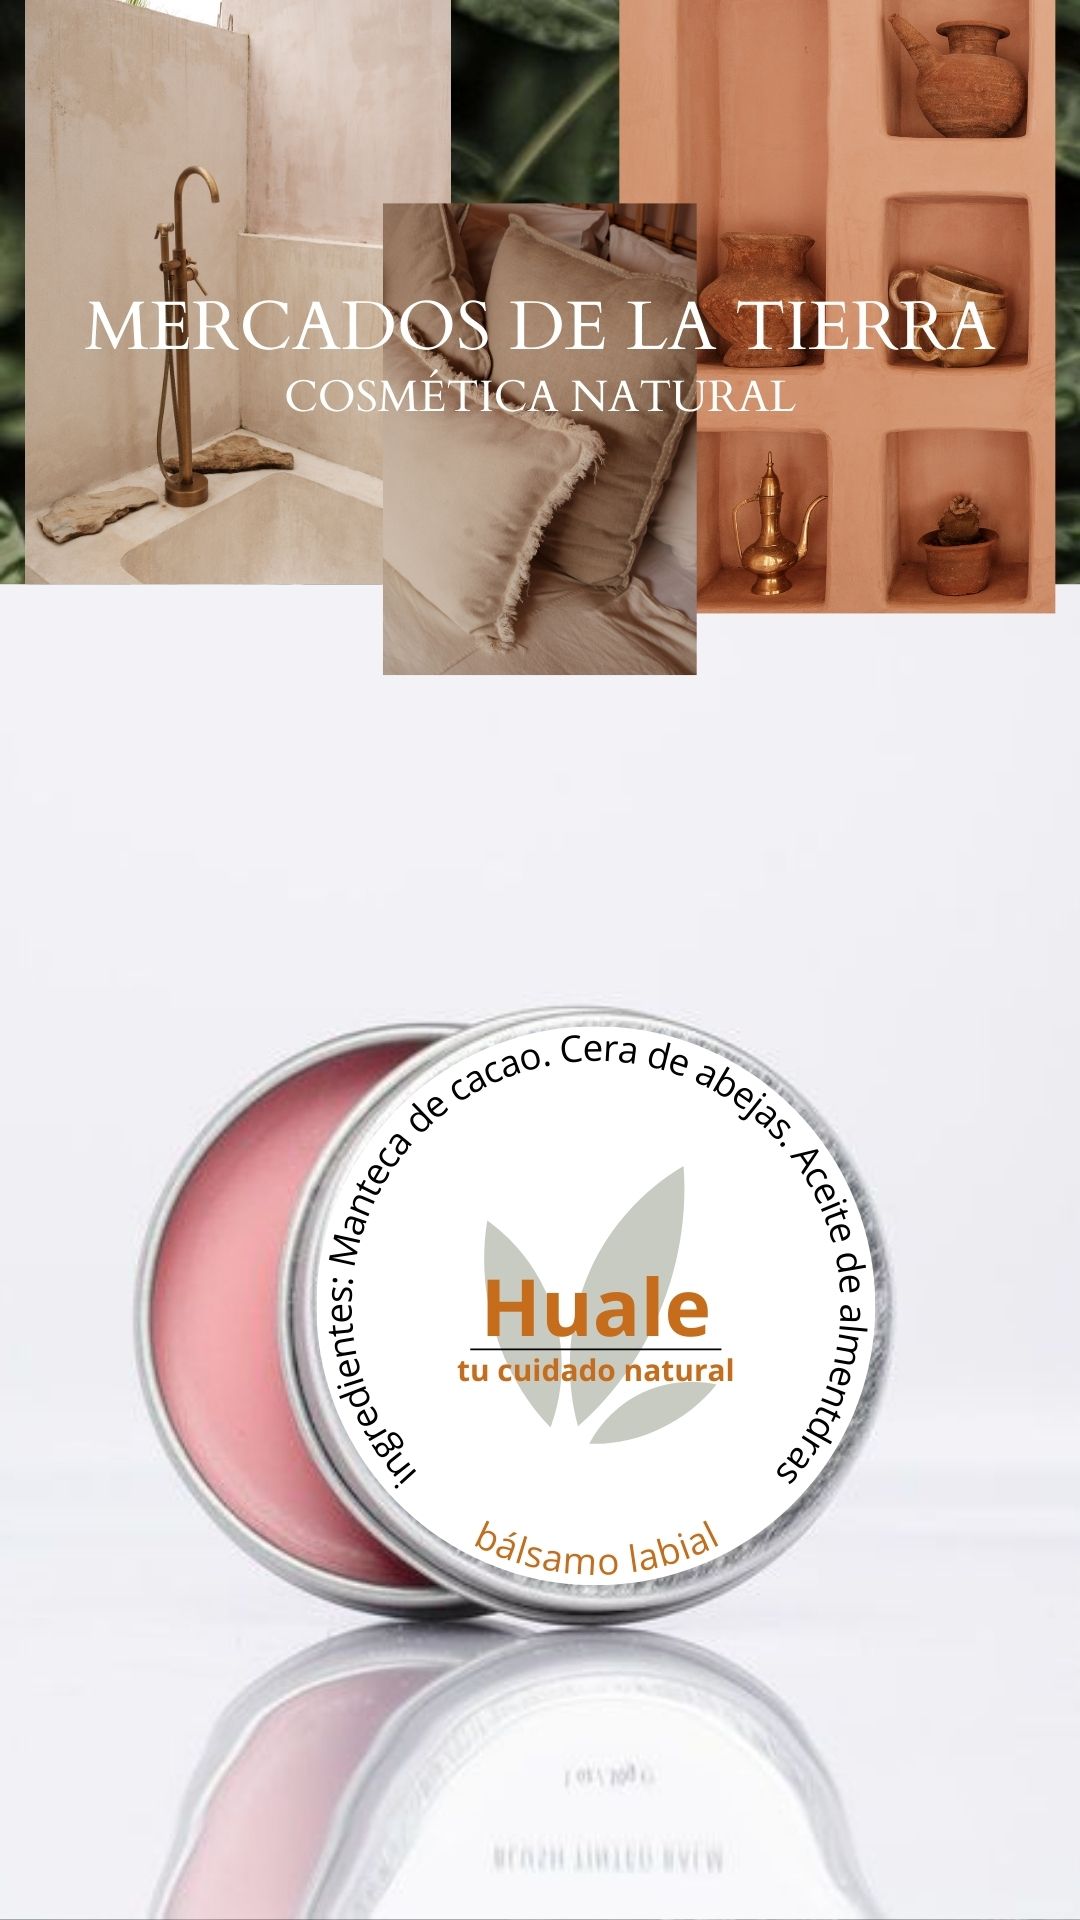 MERCADOS DE LA TIERRA
COSMÉTICA NATURAL
ingredientes: Manteca de cacao. Cera de abejas. Aceite de almentdras
Huale
tu cuidado natural
bálsamo labial